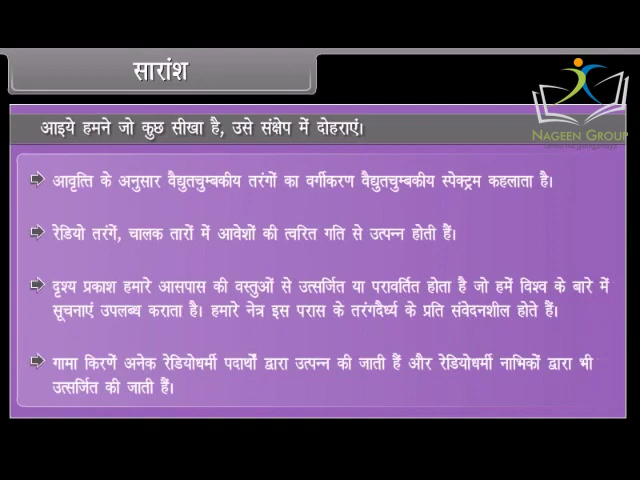 सारांश
NAGEEN GROUP
आइये हमने जो कुछ सीखा है, उसे संक्षेप में दोहराएं।
आवृत्ति के अनुसार वैद्युतचुम्बकीय तरंगों का वर्गीकरण वैद्युतचुम्बकीय स्पेक्ट्रम कहलाता है।
रेडियो तरंगें, चालक तारों में आवेशों की त्वरित गति से उत्पन्न होती हैं।
दृश्य प्रकाश हमारे आसपास की वस्तुओं से उत्सर्जित या परावर्तित होता है जो हमें विश्व के बारे में
सूचनाएं उपलब्ध कराता है। हमारे नेत्र इस परास के तरंगदैर्ध्य के प्रति संवेदनशील होते हैं।
गामा किरणें अनेक रेडियोधर्मी पदार्थों द्वारा उत्पन्न की जाती हैं और रेडियोधर्मी नाभिकों द्वारा भी
उत्सर्जित की जाती हैं।